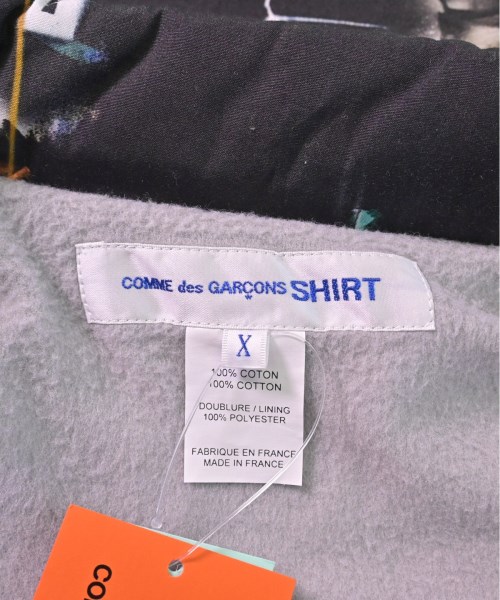 COMME des GARÇONS SHIRT
X
100% COTON
100% COTTON
DOUBLURE / LINING
100% POLYESTER
FABRIQUE EN FRANCE
MADE IN FRANCE